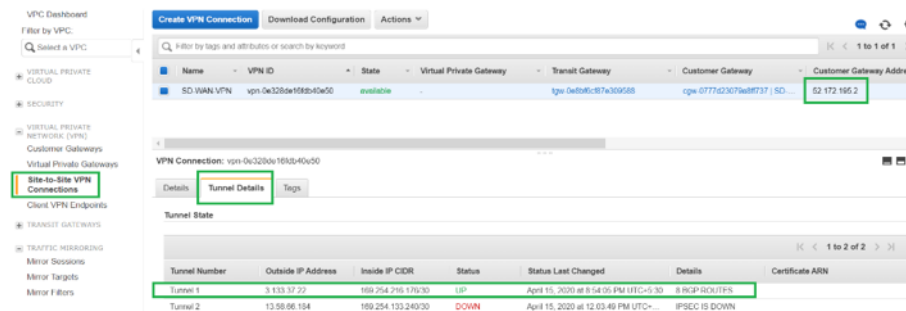 VPC Dashboard
Filter by VPC:
Select a VPC
VIRTUAL PRIVATE
CLOUD
SECURITY
VIRTUAL PRIVATE
NETWORK (VPN)
Customer Gateways
Virtual Private Gateways
Site-to-Site VPN
Connections
Client VPN Endpoints
TRANSIT GATEWAYS
TRAFFIC MIRRORING
Mirror Sessions
Mirror Targets
Mirror Filters
Create VPN Connection Download Configuration Actions
Filter by tags and attributes or search by keyword
1 to 1 of 1
Name VPN ID State Virtual Private Gateway Transit Gateway Customer Gateway Customer Gateway Addre
SD-WAN-VPN vpn-0e328de16fdb40e50 available - 52.172.195.2
VPN Connection: vpn-0e328de16fdb40e50
Details Tunnel Details Tags
Tunnel State
1 to 2 of 2
Tunnel Number Outside IP Address Inside IP CIDR Status Status Last Changed Details Certificate ARN
Tunnel 1 3.133.37.22 169.254.216.176/30 UP April 15, 2020 at 8:54:05 PM UTC+5:30 8 BGP ROUTES
Tunnel 2 13.58.66.184 169.254.133.240/30 DOWN April 15, 2020 at 12:03:49 PM UTC+... IPSEC IS DOWN